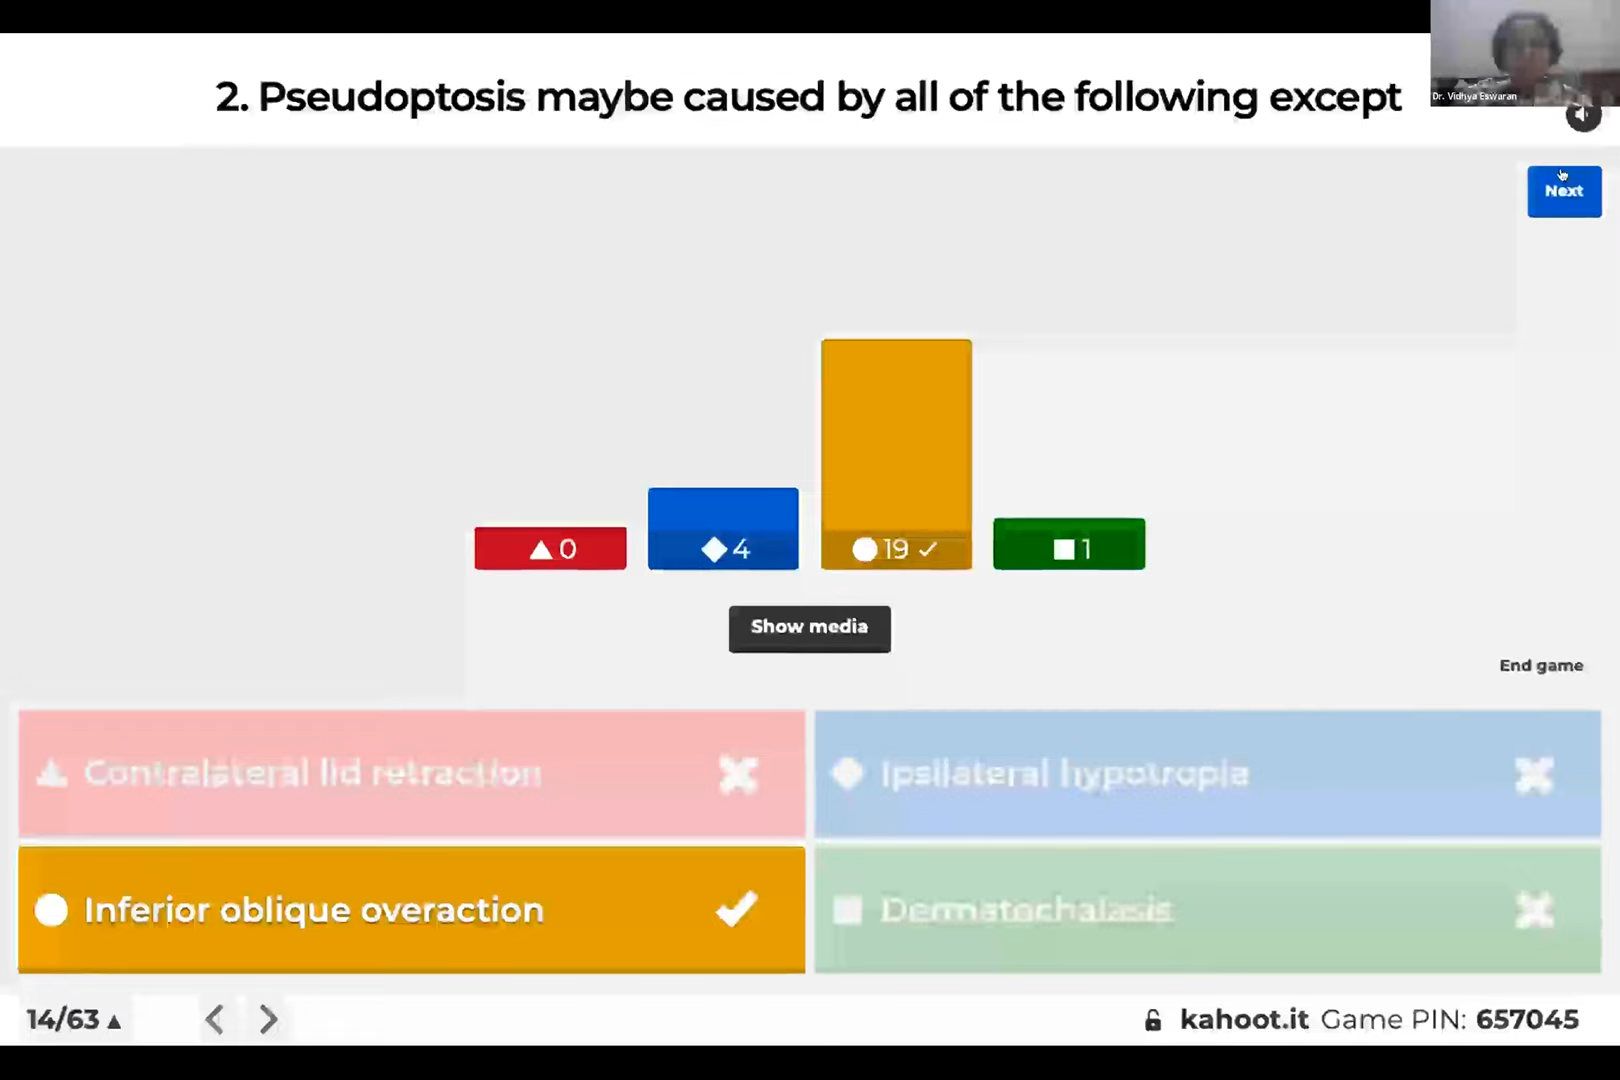 2. Pseudoptosis maybe caused by all of the following except
Dr. Vidhya Eswaran
Next
0
4
19
1
Show media
End game
Contralateral lid retraction
Ipsilateral hypotropia
Inferior oblique overaction
Dermatochalasis
14/63
kahoot.it Game PIN: 657045